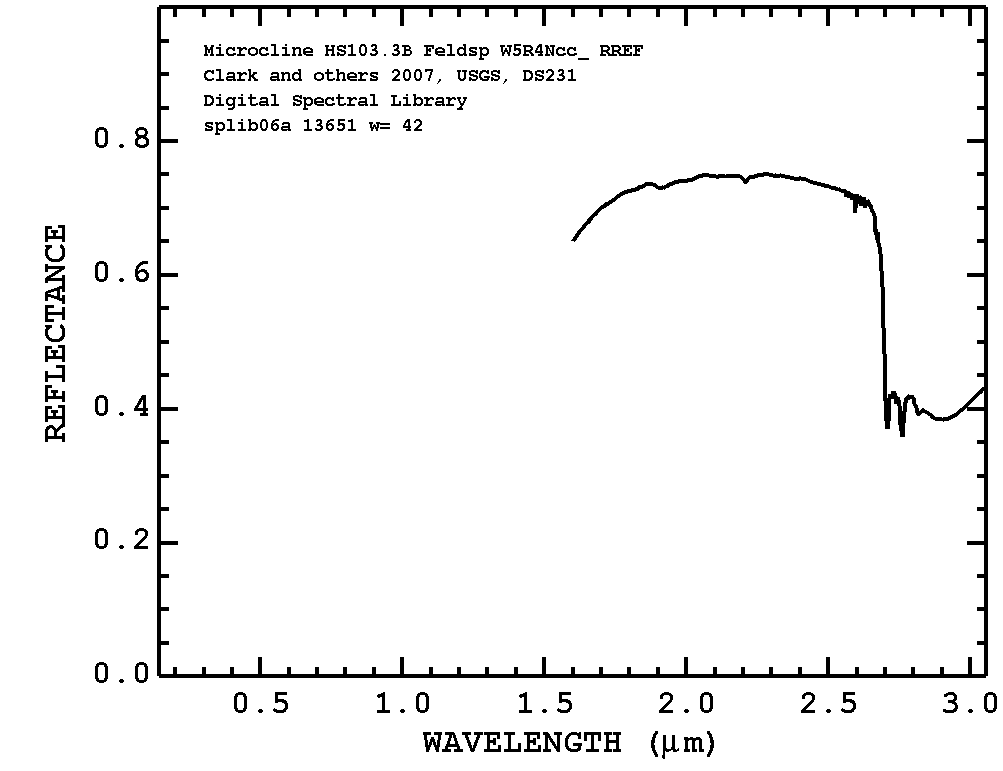 Microcline HS103.3B Feldsp W5R4Ncc_ RREF
Clark and others 2007, USGS, DS231
Digital Spectral Library
splib06a 13651 w= 42
0.8
0.6
0.4
0.2
0.0
REFLECTANCE
0.5 1.0 1.5 2.0 2.5 3.0
WAVELENGTH (μm)